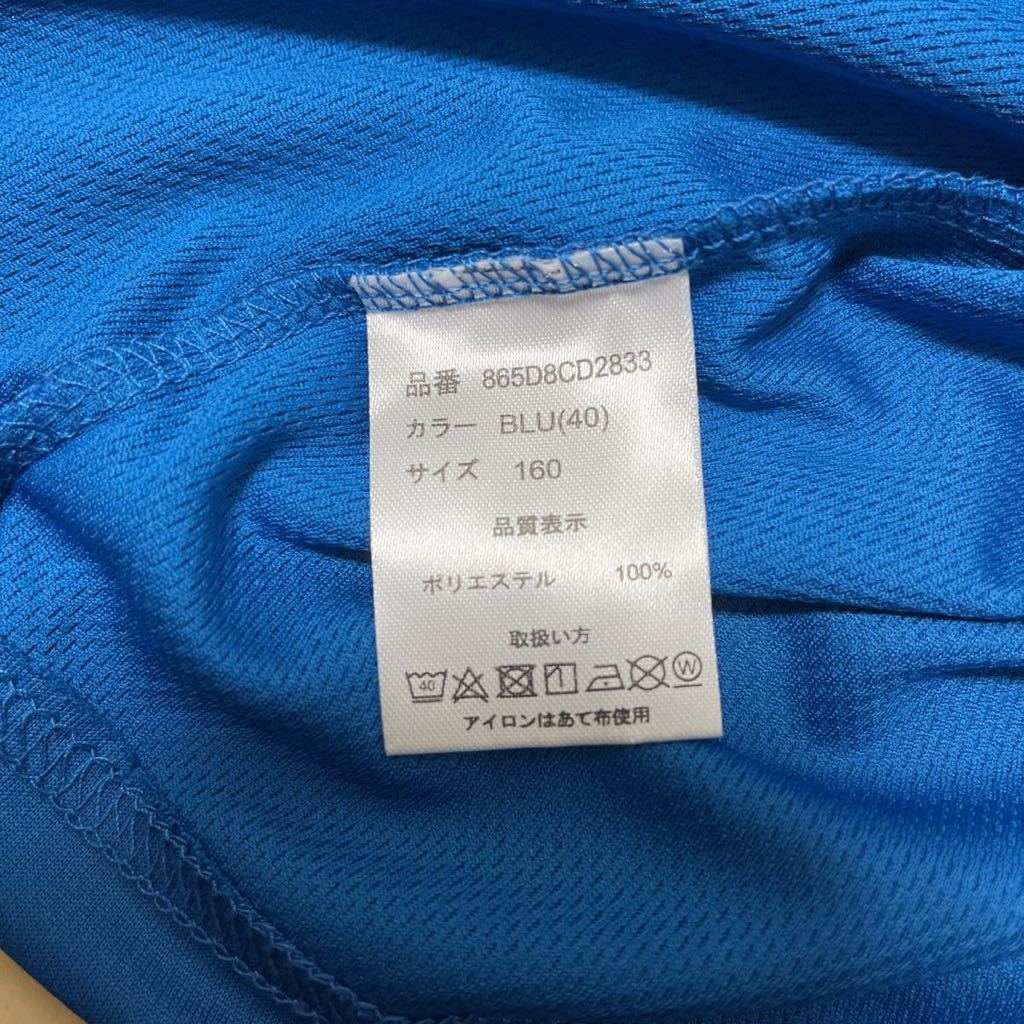 品番 865D8CD2833
カラー BLU(40)
サイズ 160
品質表示
ポリエステル 100%
取扱い方
40 W
アイロンはあて布使用